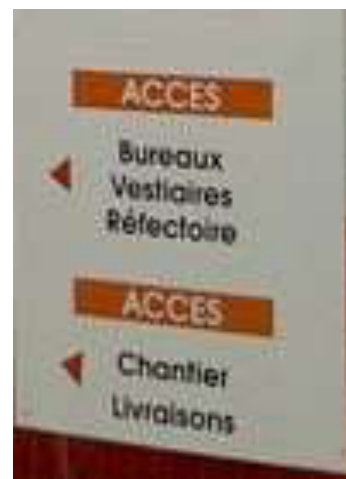 ACCES
Bureaux
Vestiaires
Réfectoire
ACCES
Chantier
Livraisons